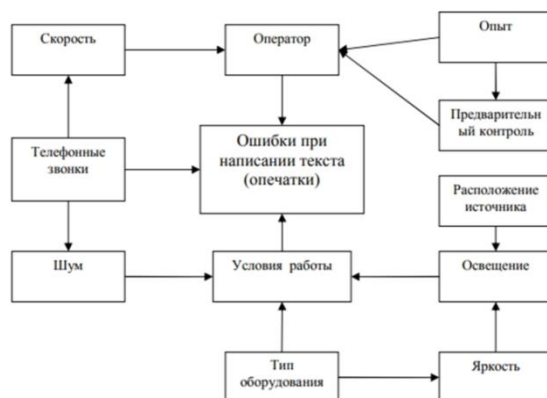 Скорость
Оператор
Опыт
Предварительн
ый контроль
Телефонные
звонки
Ошибки при
написании текста
(опечатки)
Расположение
источника
Шум
Условия работы
Освещение
Тип
оборудования
Яркость